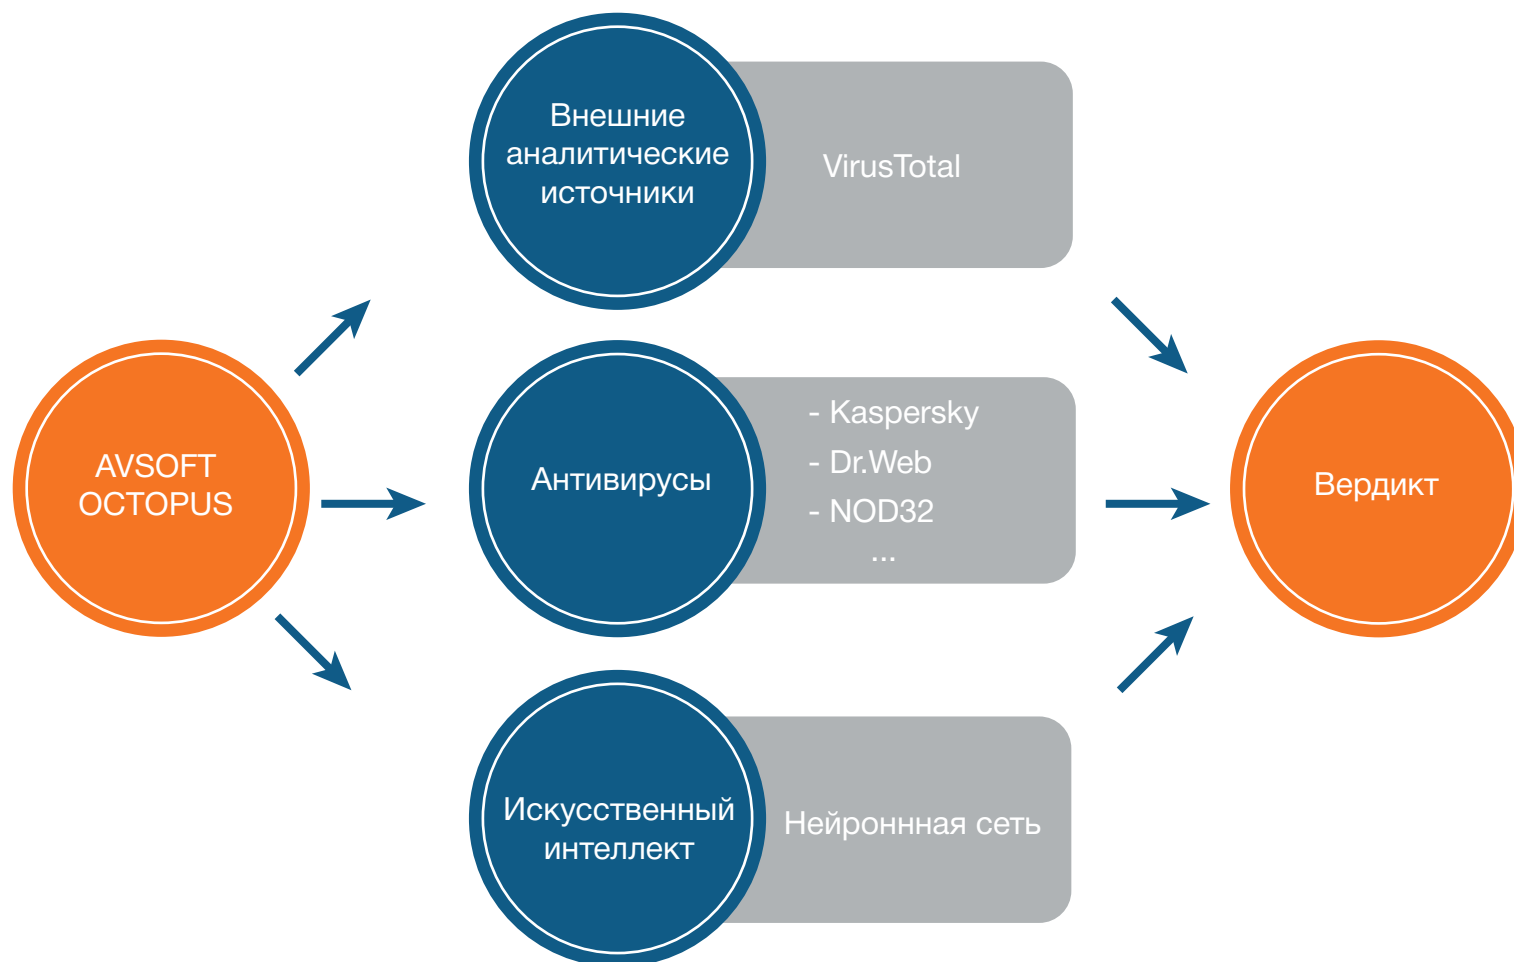 Внешние
аналитические
источники
VirusTotal
AVSOFT
OCTOPUS
Антивирусы
- Kaspersky
- Dr.Web
- NOD32
...
Вердикт
Искусственный
интеллект
Нейроннная сеть